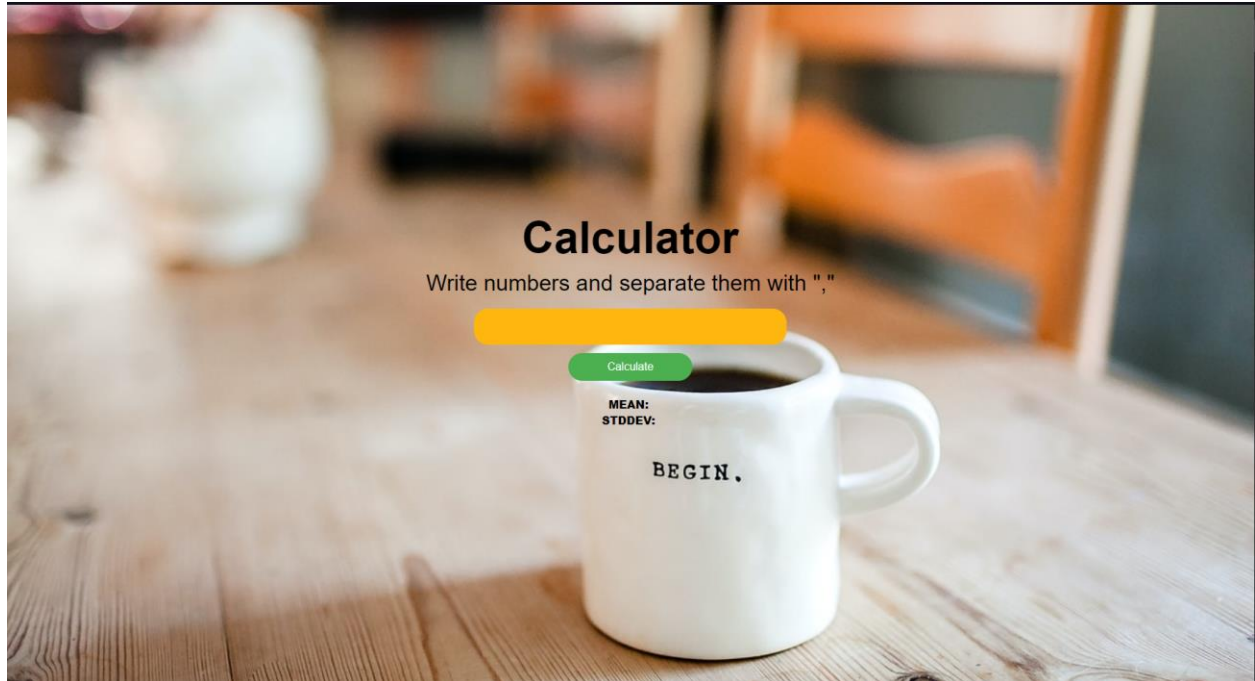 Calculator
Write numbers and separate them with ","
Calculate
MEAN:
STDDEV:
BEGIN.